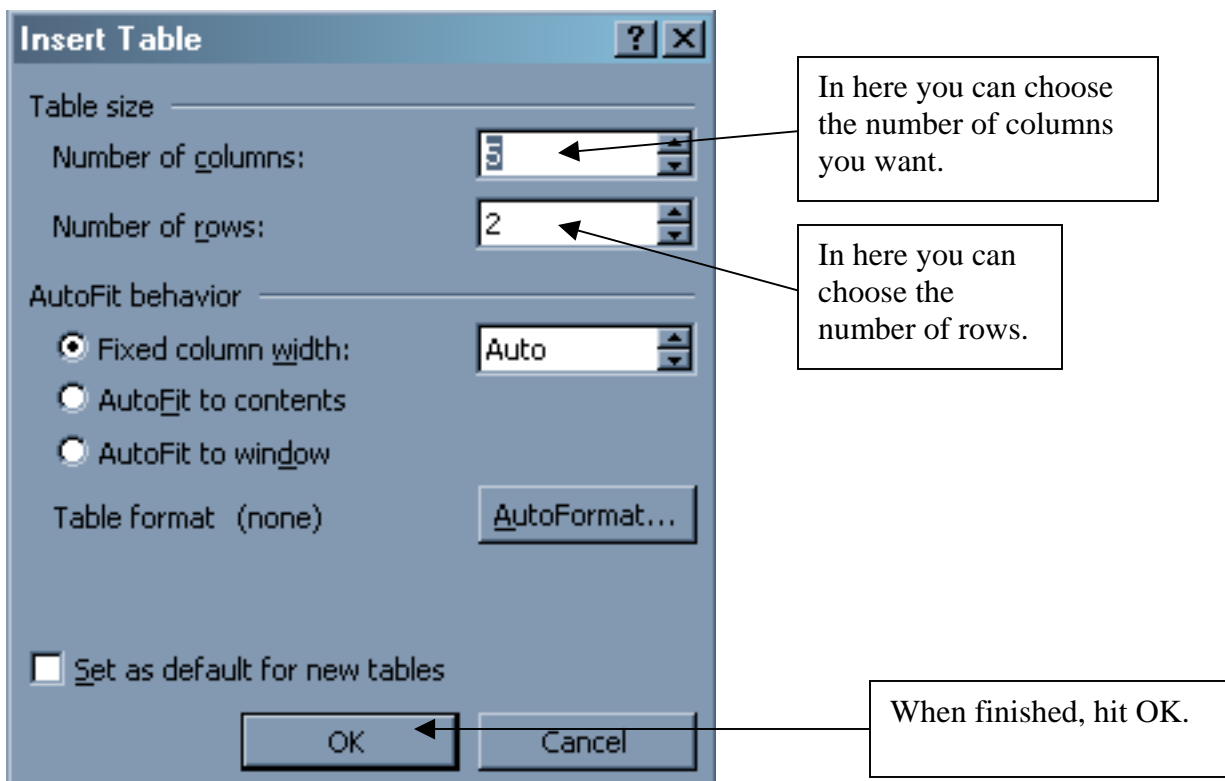 Insert Table
Table size
Number of columns:
5
Number of rows:
2
AutoFit behavior
Fixed column width:
Auto
AutoFit to contents
AutoFit to window
Table format (none)
AutoFormat...
Set as default for new tables
OK
Cancel
In here you can choose
the number of columns
you want.
In here you can
choose the
number of rows.
When finished, hit OK.